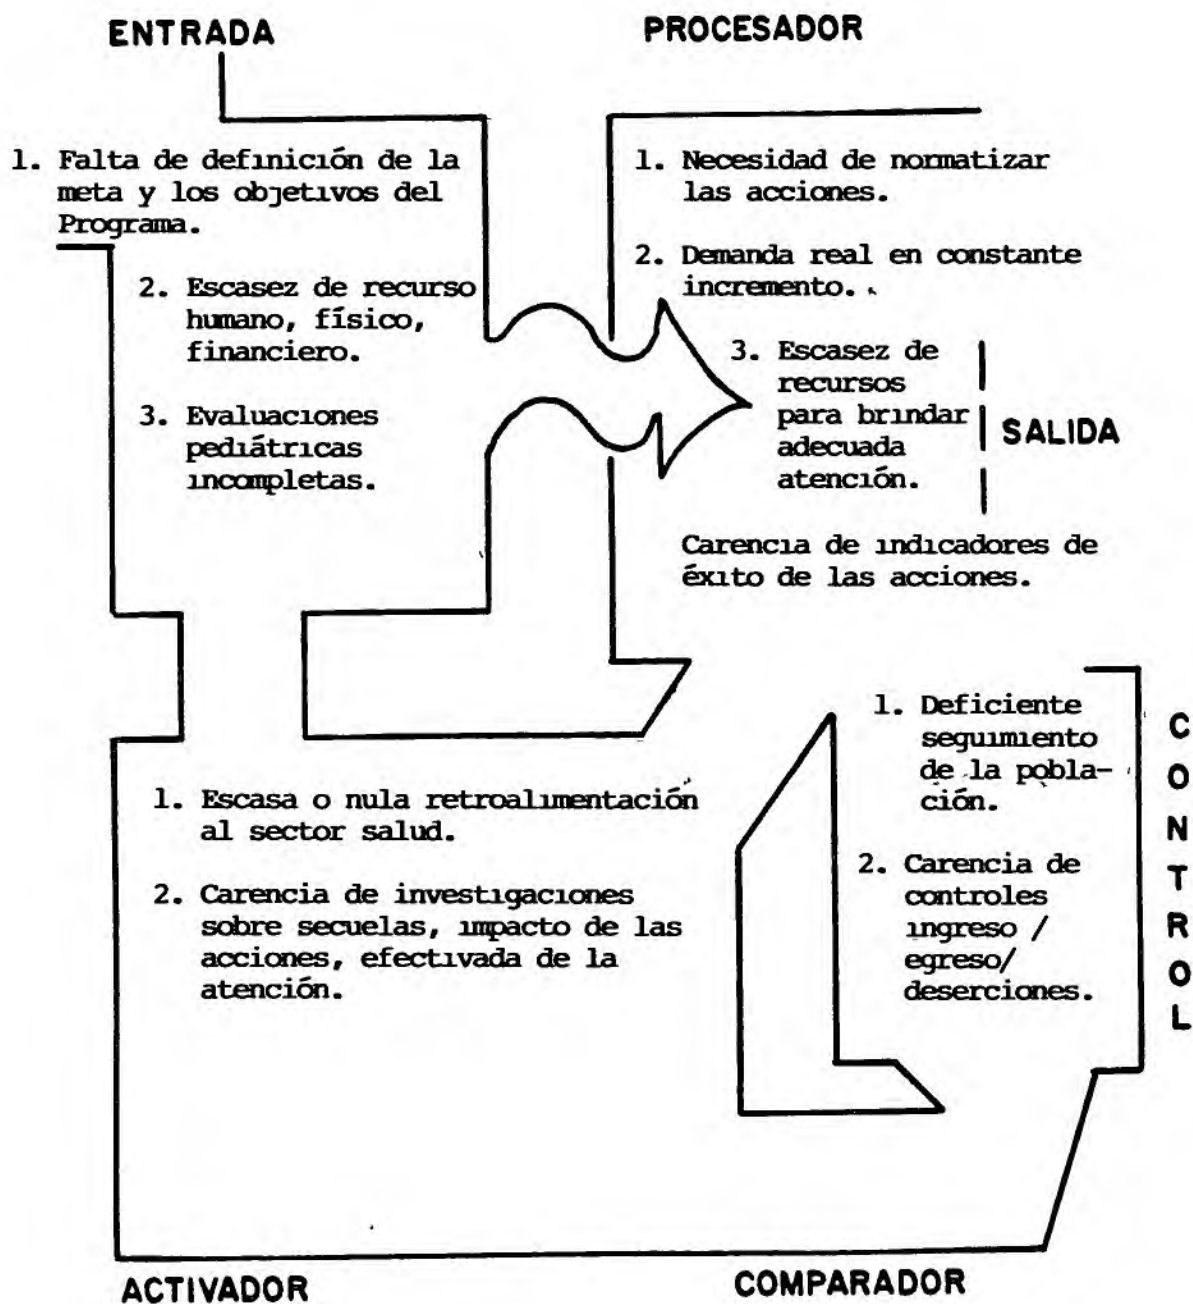 ENTRADA
PROCESADOR
1. Falta de definición de la
meta y los objetivos del
Programa.
2. Escasez de recurso
humano, físico,
financiero.
3. Evaluaciones
pediátricas
incompletas.
1. Necesidad de normatizar
las acciones.
2. Demanda real en constante
incremento.
3. Escasez de
recursos
para brindar
adecuada
atención.
SALIDA
Carencia de indicadores de
éxito de las acciones.
1. Escasa o nula retroalimentación
al sector salud.
2. Carencia de investigaciones
sobre secuelas, impacto de las
acciones, efectivada de la
atención.
1. Deficiente
seguimiento
de la pobla-
ción.
2. Carencia de
controles
ingreso /
egreso/
deserciones.
CONTROL
ACTIVADOR
COMPARADOR